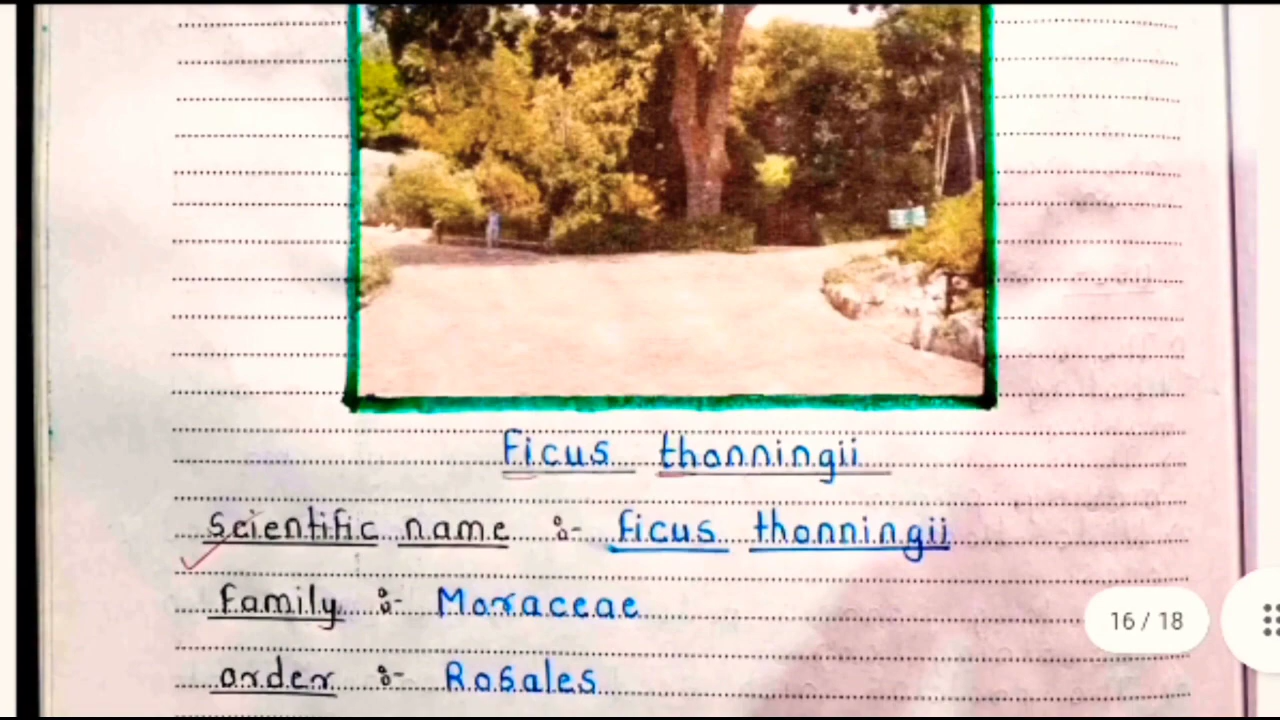 Ficus thonningii
Scientific name :- Ficus thonningii
family :- Moraceae
order :- Rosales
16 / 18